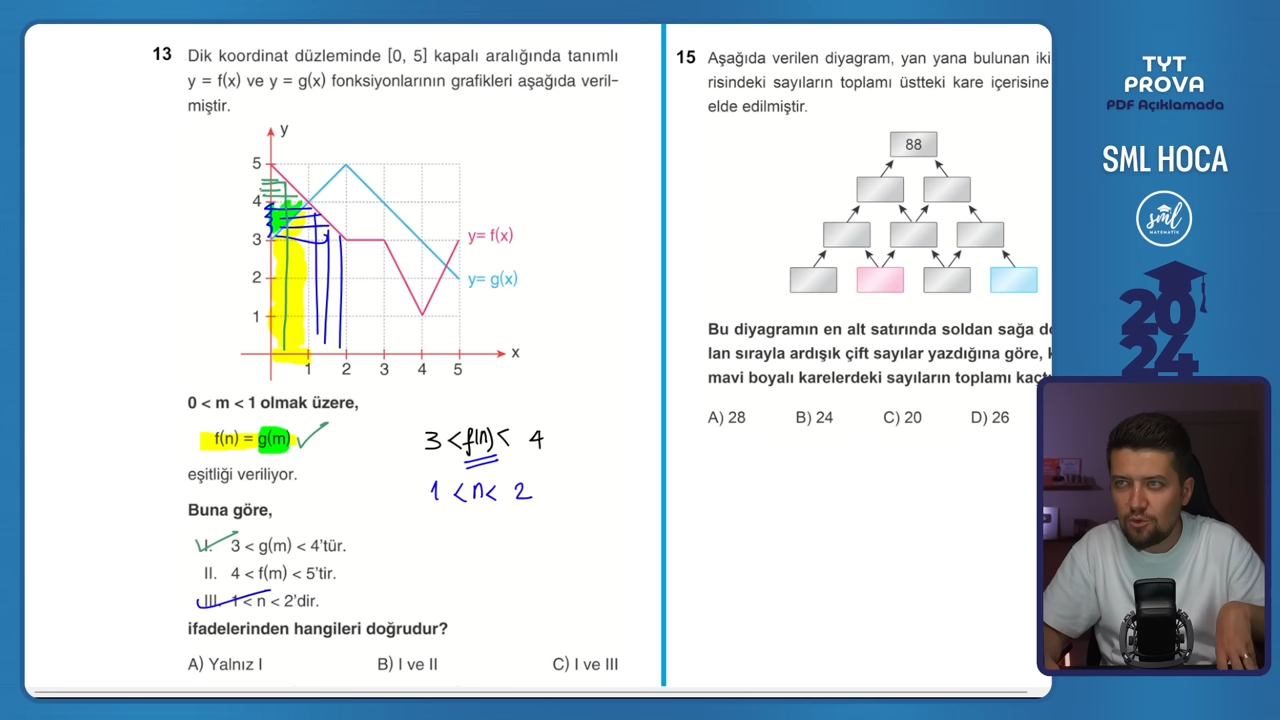 13 Dik koordinat düzleminde [0, 5] kapalı aralığında tanımlı
y = f(x) ve y = g(x) fonksiyonlarının grafikleri aşağıda veril-
miştir.
y
5
4
3
2
1
1 2 3 4 5
x
y= f(x)
y= g(x)
0 < m < 1 olmak üzere,
f(n) = g(m)
eşitliği veriliyor.
3 < f(n) < 4
1 < n < 2
Buna göre,
I. 3 < g(m) < 4'tür.
II. 4 < f(m) < 5'tir.
III. 1 < n < 2'dir.
ifadelerinden hangileri doğrudur?
A) Yalnız I B) I ve II C) I ve III
15 Aşağıda verilen diyagram, yan yana bulunan iki
risindeki sayıların toplamı üstteki kare içerisine
elde edilmiştir.
88
Bu diyagramın en alt satırında soldan sağa
lan sırayla ardışık çift sayılar yazdığına göre,
mavi boyalı karelerdeki sayıların toplamı
A) 28 B) 24 C) 20 D) 26
TYT
PROVA
PDF Açıklamada
SML HOCA
sml
MATEMATİK
20
24